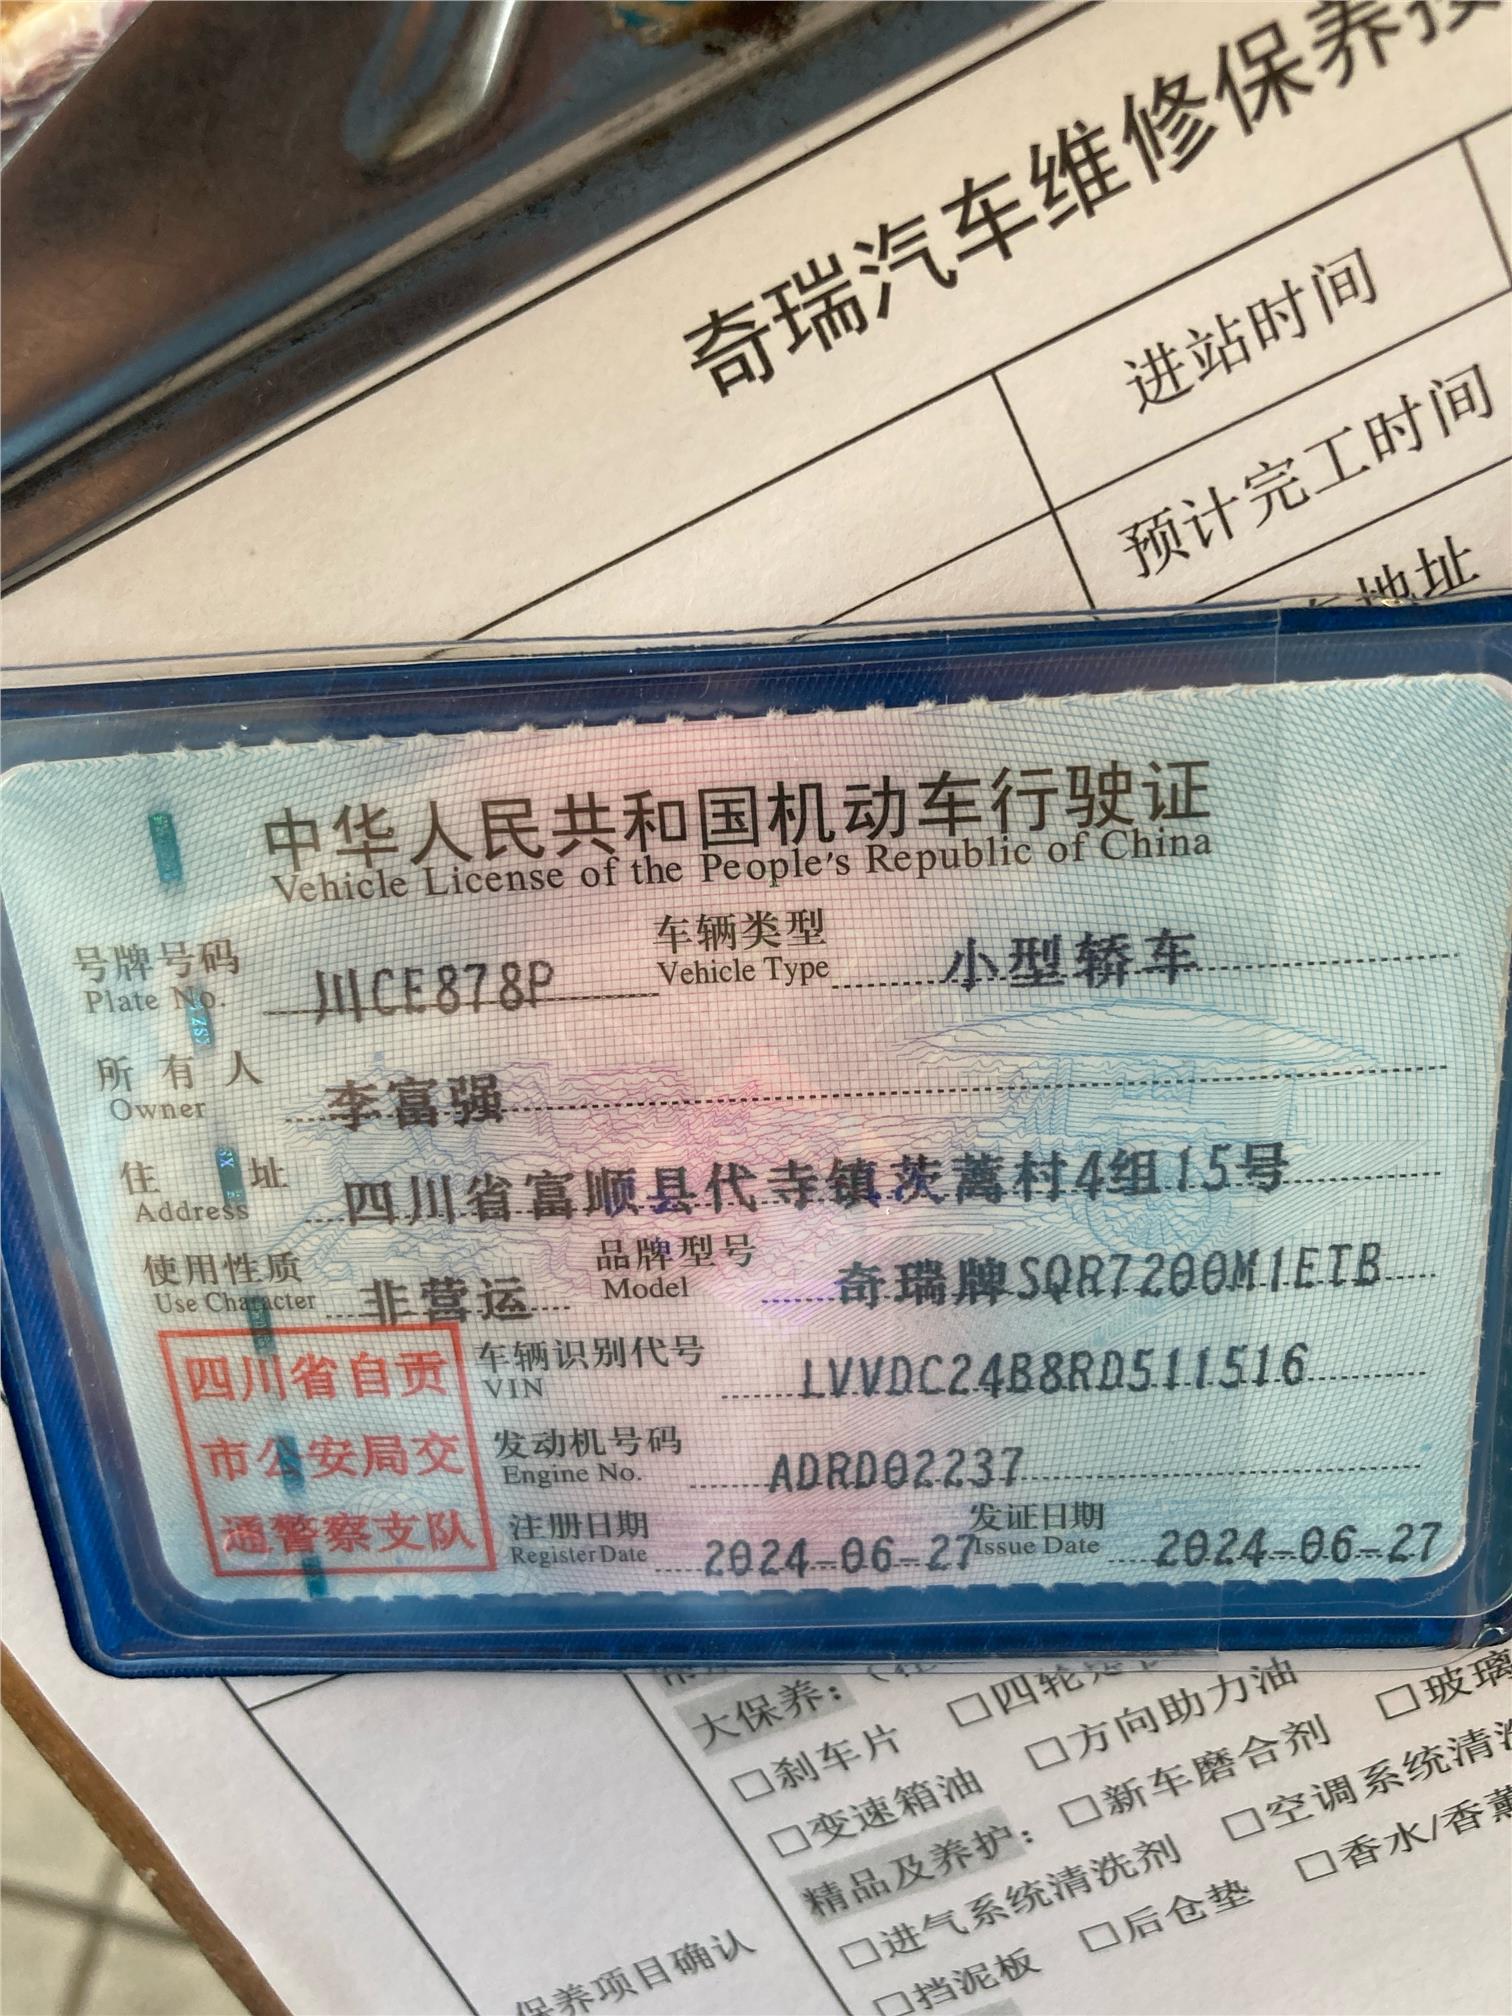 奇瑞汽车维修保养接
进站时间
预计完工时间
地址
中华人民共和国机动车行驶证
Vehicle License of the People's Republic of China
号牌号码 川CE878P 车辆类型 小型轿车
Plate No. Vehicle Type
所有人 李富强
Owner
住址 四川省富顺县代寺镇茨蓠村4组15号
Address
使用性质 非营运 品牌型号 奇瑞牌SQR7200M1ETB
Use Character Model
四川省自贡
市公安局交
通警察支队
车辆识别代号 LVVDC24B8RD511516
VIN
发动机号码 ADRD02237
Engine No.
注册日期 2024-06-27 发证日期 2024-06-27
Register Date Issue Date
大保养：
□四轮定
□刹车片 □方向助力油 □玻璃
□变速箱油 □新车磨合剂 □空调系统清洗
精品及养护：
□进气系统清洗剂 □后仓垫 □香水/香薰
□挡泥板
保养项目确认